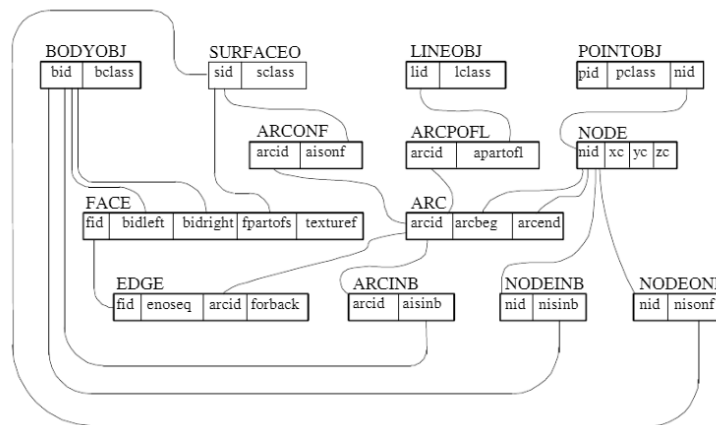 BODYOBJ SURFACEO LINEOBJ POINTOBJ
bid bclass sid sclass lid lclass pid pclass nid
ARCONF ARCPOFL NODE
arcid aisonf arcid apartofl nid xc yc zc
FACE ARC
fid bidleft bidright fpartofs texturef arcid arcbeg arcend
EDGE ARCINB NODEINB NODEONF
fid enoseq arcid forback arcid aisinb nid nisinb nid nisonf